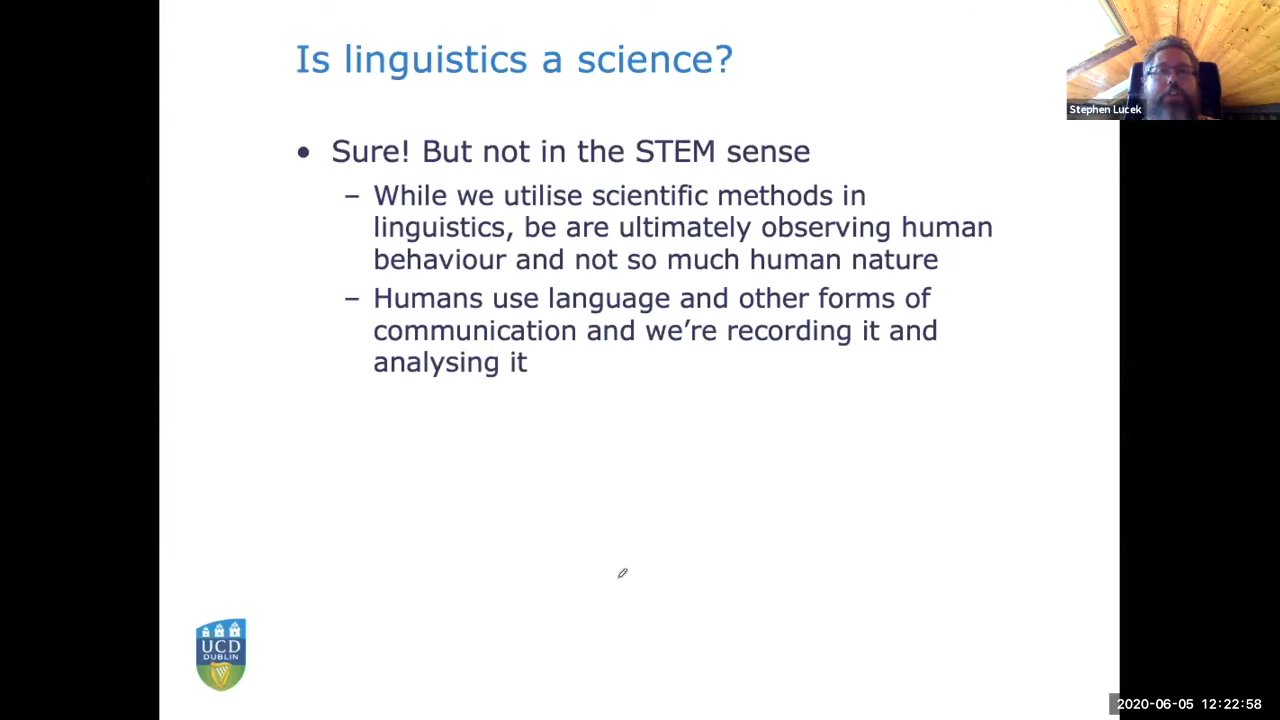 Is linguistics a science?
Stephen Lucek
• Sure! But not in the STEM sense
– While we utilise scientific methods in
linguistics, be are ultimately observing human
behaviour and not so much human nature
– Humans use language and other forms of
communication and we’re recording it and
analysing it
UCD
DUBLIN
2020-06-05 12:22:58